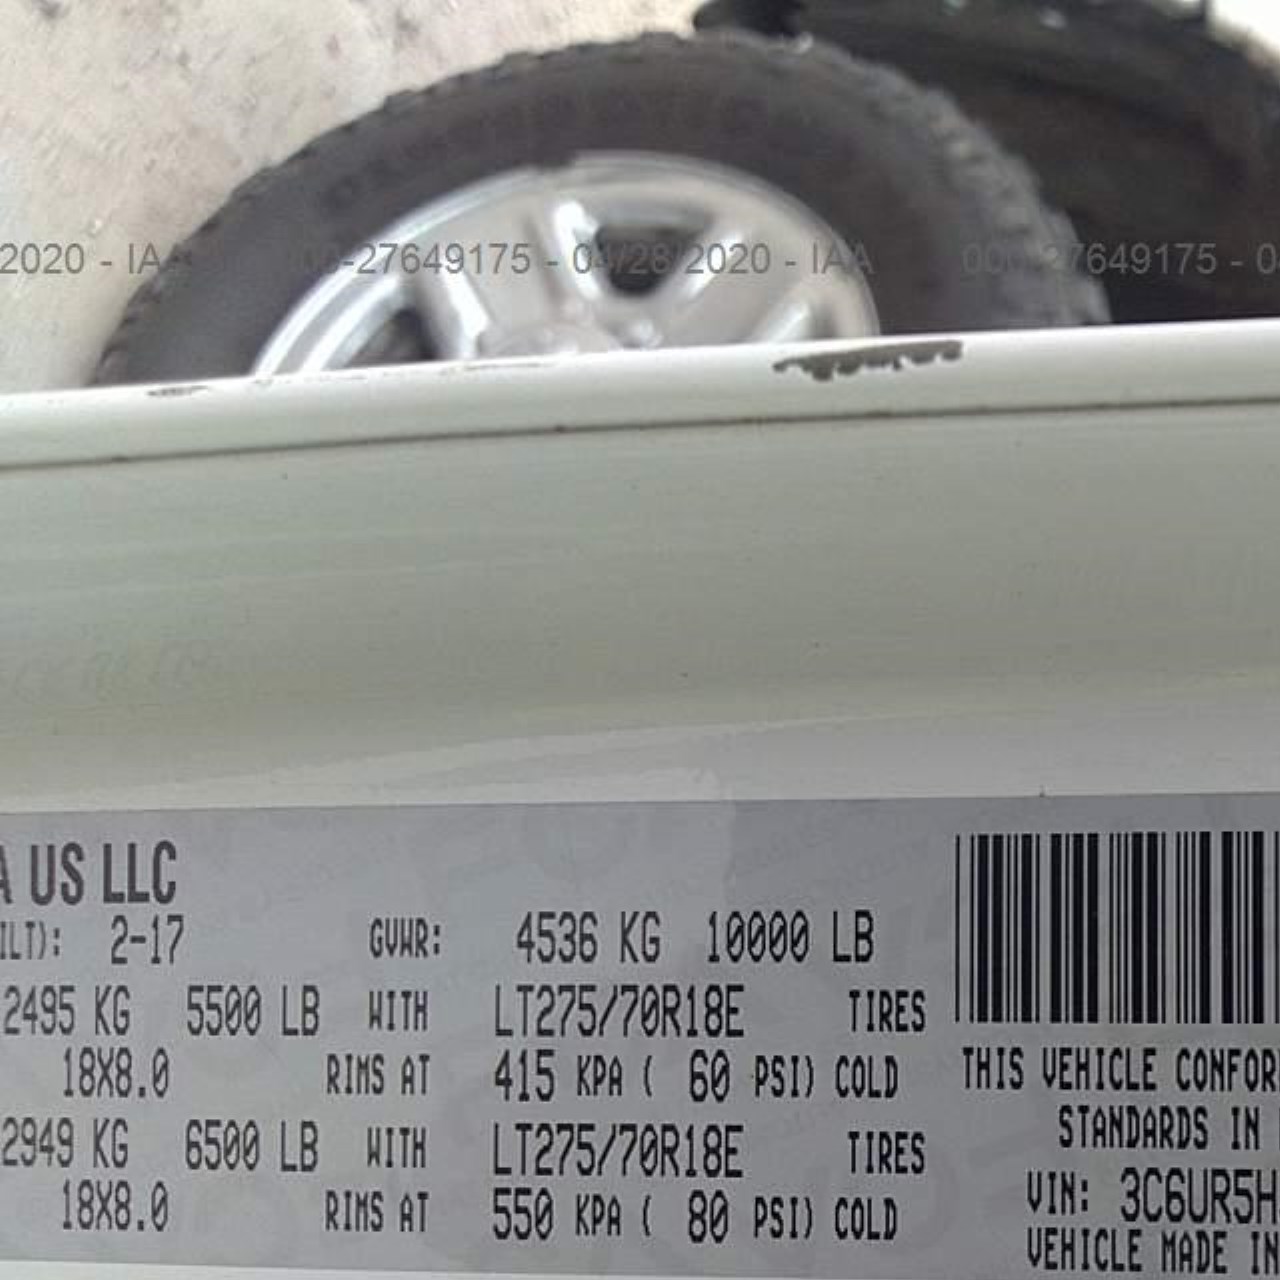 2020 - IAA 000-27649175 - 04/28/2020 - IAA 000-27649175 - 0
A US LLC
ILT): 2-17 GVWR: 4536 KG 10000 LB
2495 KG 5500 LB WITH LT275/70R18E TIRES
18X8.0 RIMS AT 415 KPA ( 60 PSI) COLD
2949 KG 6500 LB WITH LT275/70R18E TIRES
18X8.0 RIMS AT 550 KPA ( 80 PSI) COLD
THIS VEHICLE CONFOR
STANDARDS IN
VIN: 3C6UR5H
VEHICLE MADE IN